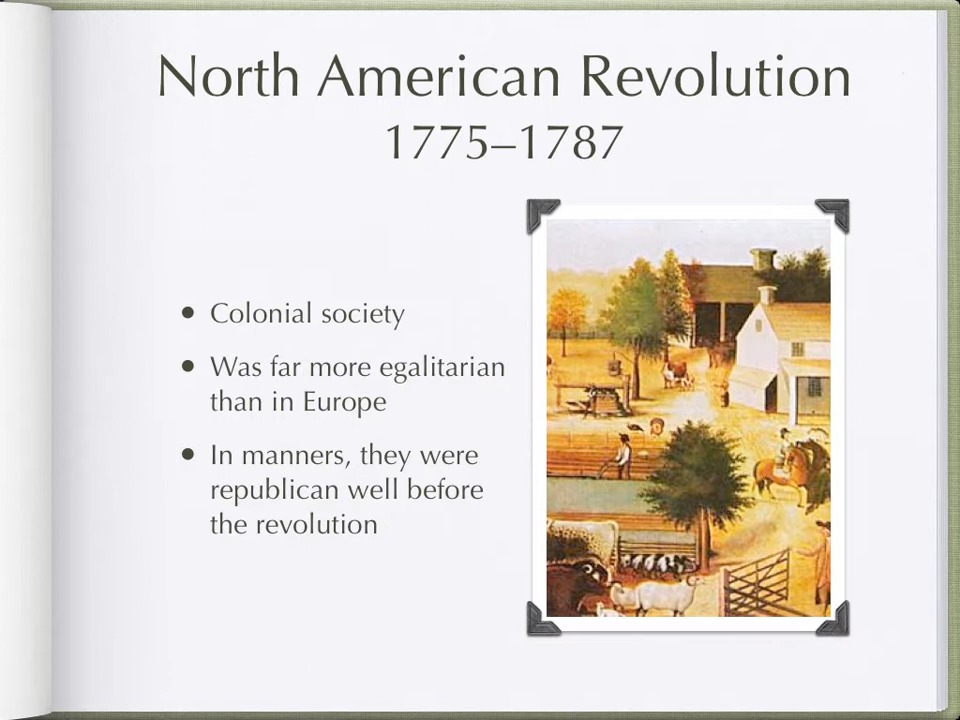 North American Revolution
1775–1787
• Colonial society
• Was far more egalitarian
than in Europe
• In manners, they were
republican well before
the revolution